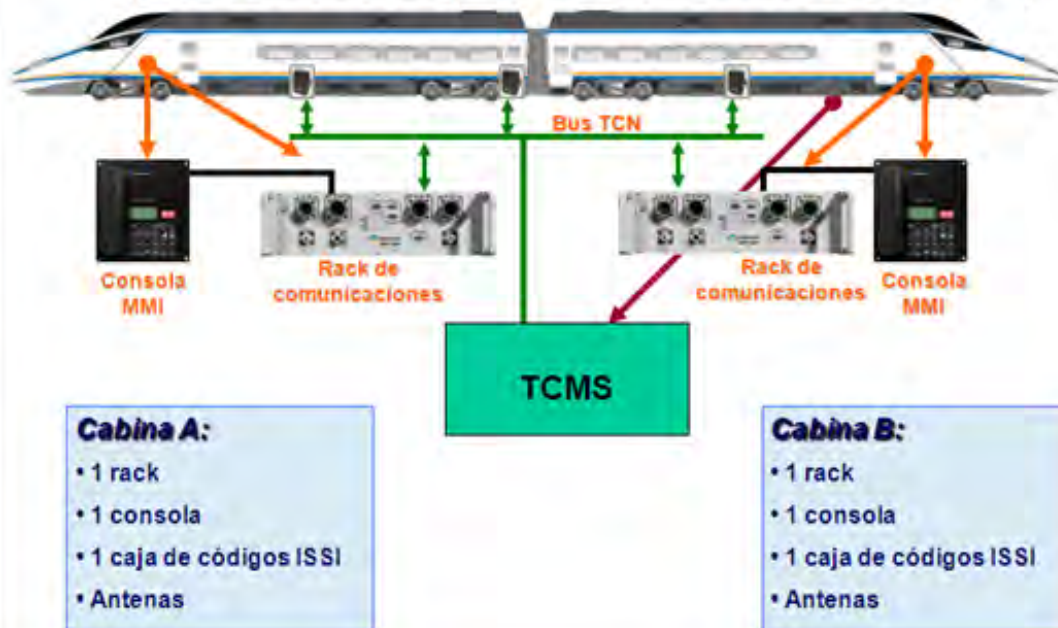 Bus TCN
Consola
MMI
Rack de
comunicaciones
Rack de
comunicaciones
Consola
MMI
TCMS
Cabina A:
• 1 rack
• 1 consola
• 1 caja de códigos ISSI
• Antenas
Cabina B:
• 1 rack
• 1 consola
• 1 caja de códigos ISSI
• Antenas